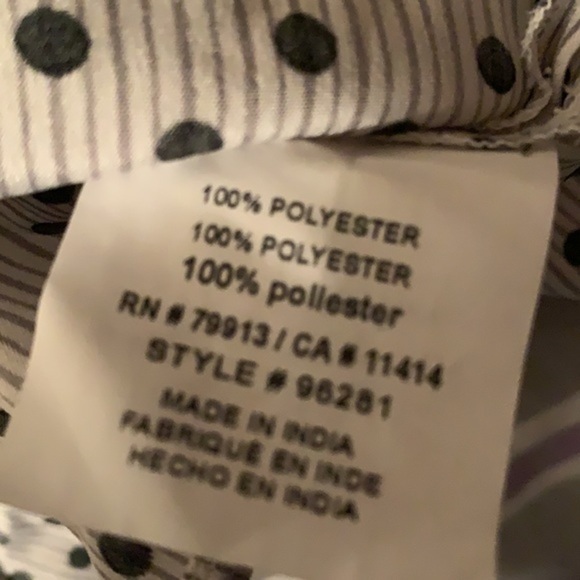 100% POLYESTER
100% POLYESTER
100% poliester
RN # 79913 / CA # 11414
STYLE # 96281
MADE IN INDIA
FABRIQUÉ EN INDE
HECHO EN INDIA